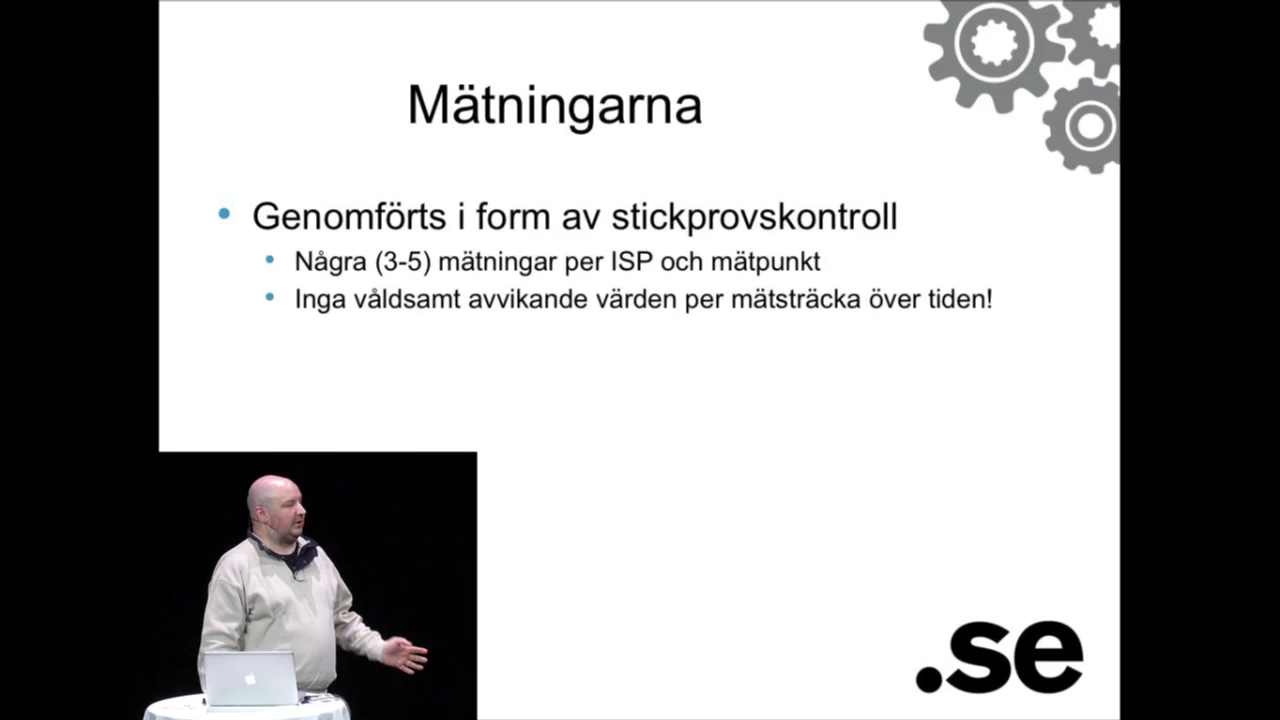 Mätningarna
Genomförts i form av stickprovskontroll
Några (3-5) mätningar per ISP och mätpunkt
Inga våldsamt avvikande värden per mätsträcka över tiden!
.se